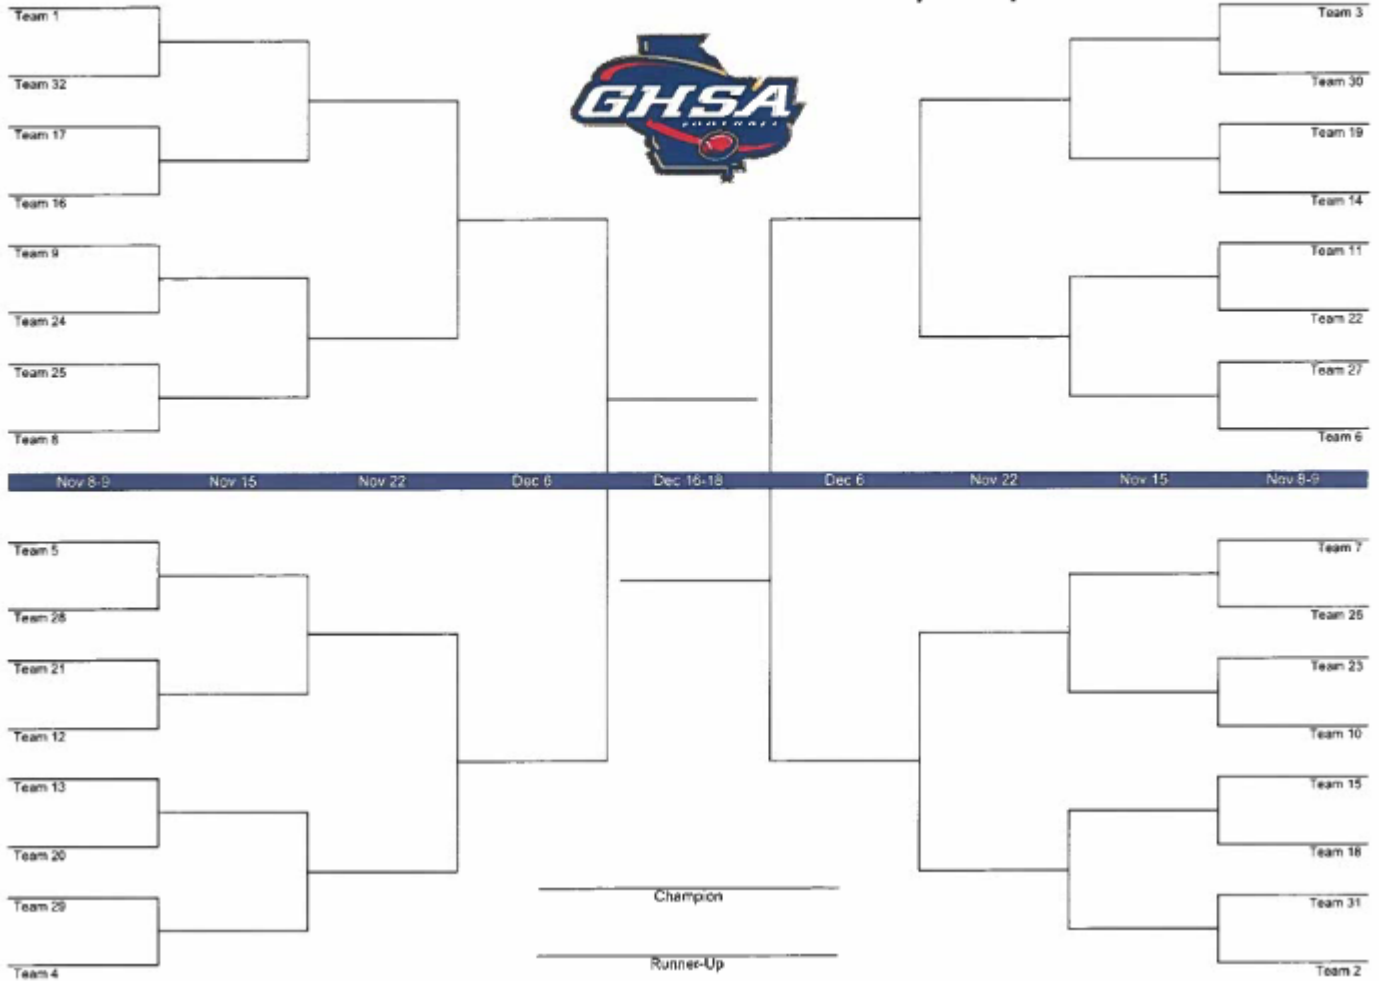 Team 1
Team 32
Team 17
Team 16
Team 9
Team 24
Team 25
Team 8
GHSA
FOOTBALL
Team 3
Team 30
Team 19
Team 14
Team 11
Team 22
Team 27
Team 6
Nov 8-9 Nov 15 Nov 22 Dec 6 Dec 16-18 Dec 6 Nov 22 Nov 15 Nov 8-9
Team 5
Team 28
Team 21
Team 12
Team 13
Team 20
Team 29
Team 4
Team 7
Team 26
Team 23
Team 10
Team 15
Team 18
Team 31
Team 2
Champion
Runner-Up